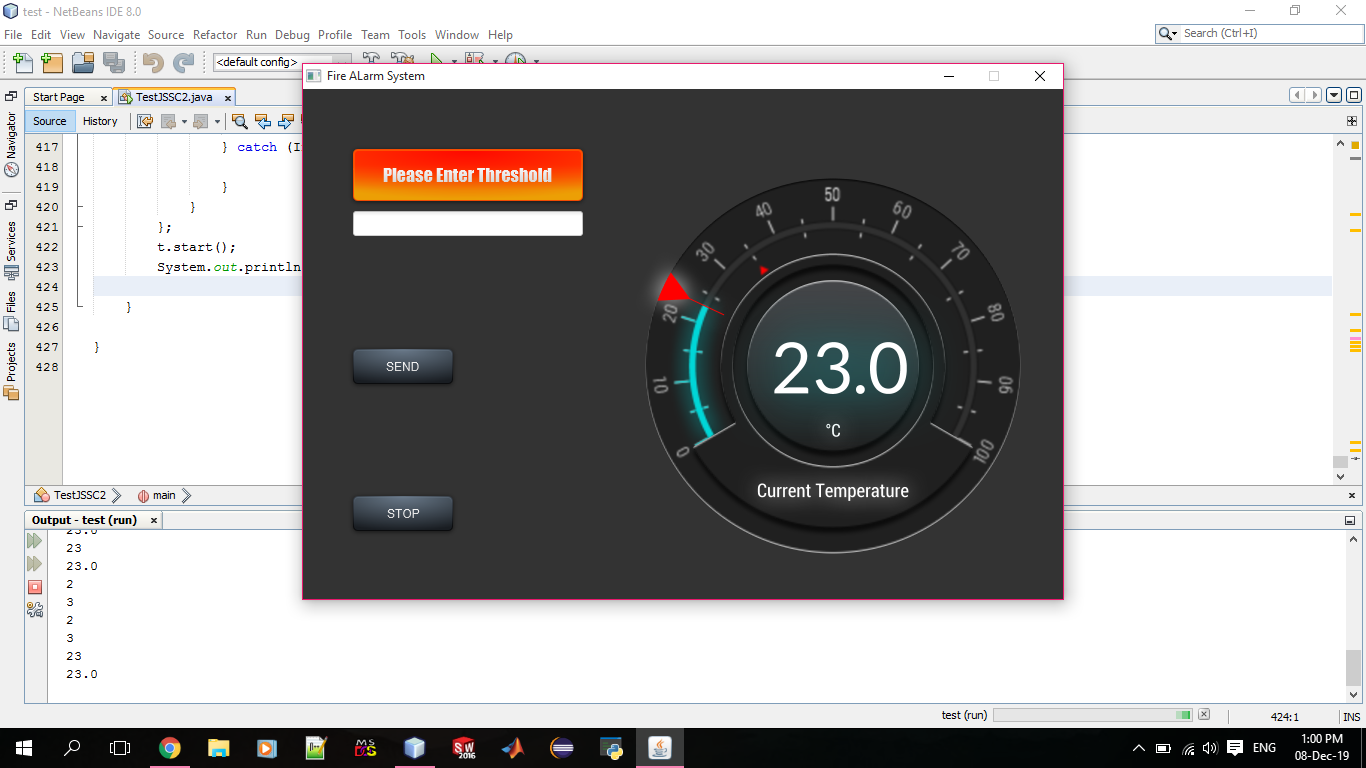 test - NetBeans IDE 8.0
File Edit View Navigate Source Refactor Run Debug Profile Team Tools Window Help
Search (Ctrl+I)
<default config>
Fire ALarm System
Start Page
TestJSSC2.java
Source History
Navigator
Services
Files
Projects
417 } catch (I
418
419 }
420 }
421 };
422 t.start();
423 System.out.println
424
425 }
426
427 }
428
Please Enter Threshold
SEND
STOP
0
10
20
30
40
50
60
70
80
90
100
23.0
°C
Current Temperature
TestJSSC2 main
Output - test (run)
23.0
23
23.0
2
3
2
3
23
23.0
test (run)
424:1
INS
MS
DS
SW
2016
ENG
1:00 PM
08-Dec-19